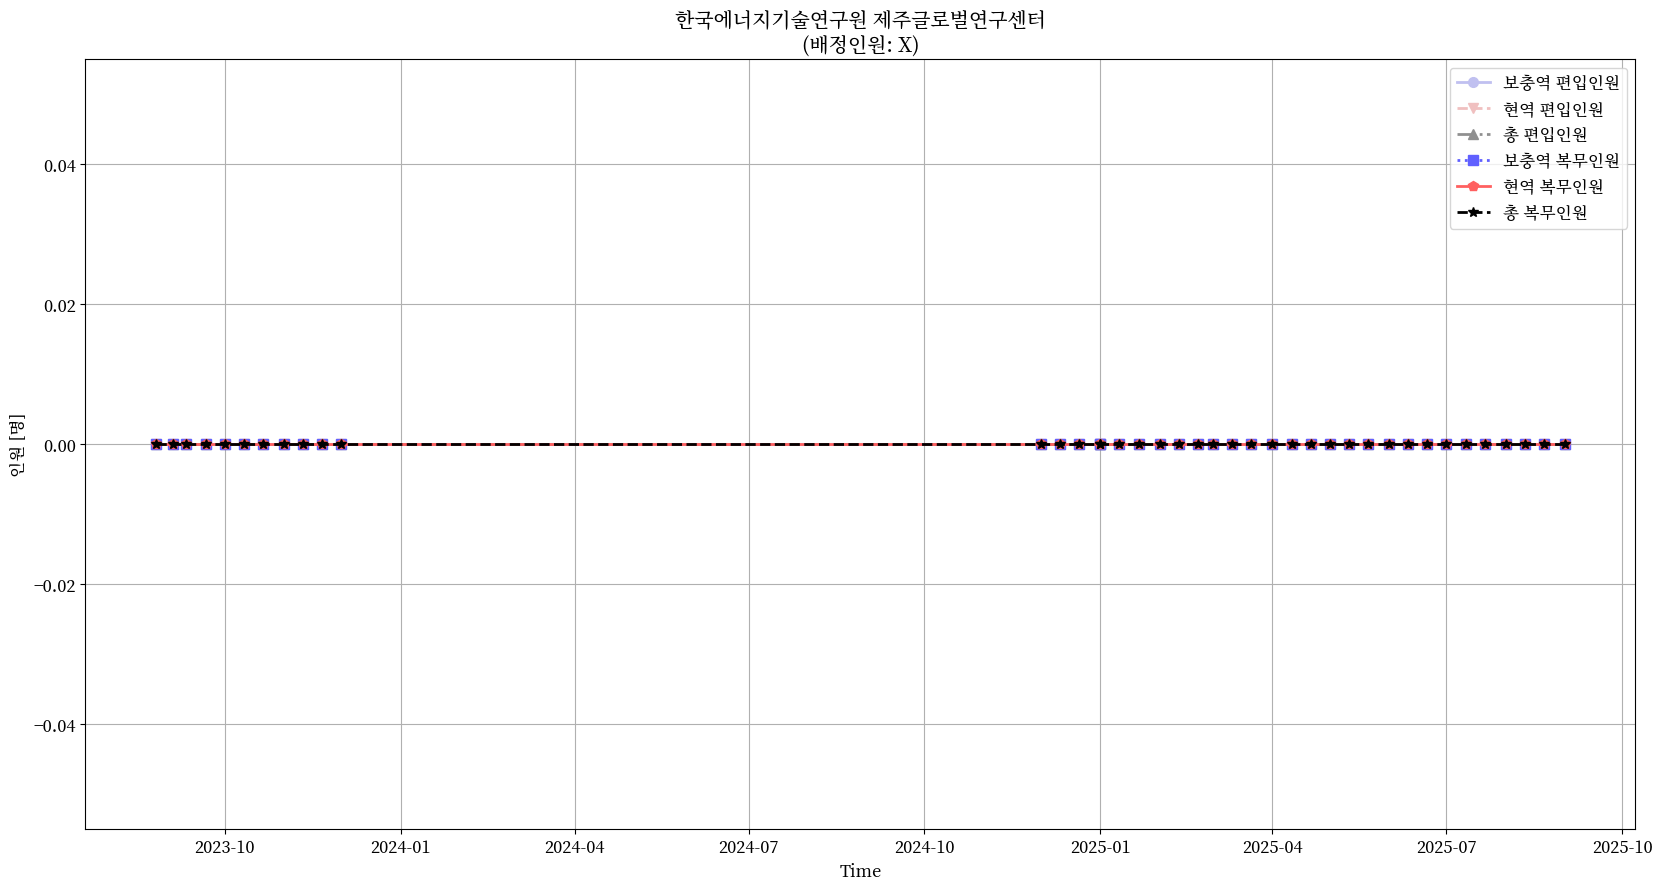 한국에너지기술연구원 제주글로벌연구센터
(배정인원: X)
보충역 편입인원
현역 편입인원
총 편입인원
보충역 복무인원
현역 복무인원
총 복무인원
인원 [명]
0.04
0.02
0.00
−0.02
−0.04
2023-10
2024-01
2024-04
2024-07
2024-10
2025-01
2025-04
2025-07
2025-10
Time